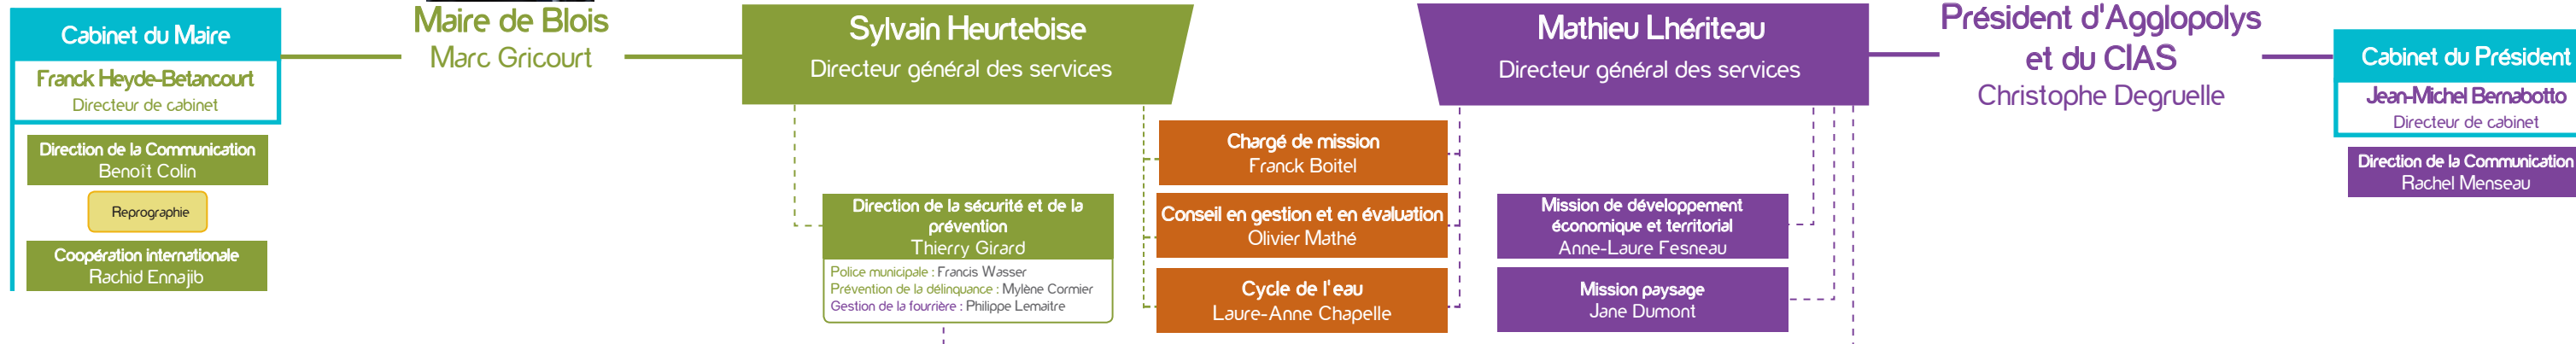 Cabinet du Maire
Franck Heyde-Betancourt
Directeur de cabinet
Direction de la Communication
Benoît Colin
Reprographie
Coopération internationale
Rachid Ennajib
Maire de Blois
Marc Gricourt
Sylvain Heurtebise
Directeur général des services
Direction de la sécurité et de la
prévention
Thierry Girard
Police municipale : Francis Wasser
Prévention de la délinquance : Mylène Cormier
Gestion de la fourrière : Philippe Lemaitre
Chargé de mission
Franck Boitel
Conseil en gestion et en évaluation
Olivier Mathé
Cycle de l'eau
Laure-Anne Chapelle
Mathieu Lhériteau
Directeur général des services
Mission de développement
économique et territorial
Anne-Laure Fesneau
Mission paysage
Jane Dumont
Président d'Agglopolys
et du CIAS
Christophe Degruelle
Cabinet du Président
Jean-Michel Bernabotto
Directeur de cabinet
Direction de la Communication
Rachel Menseau